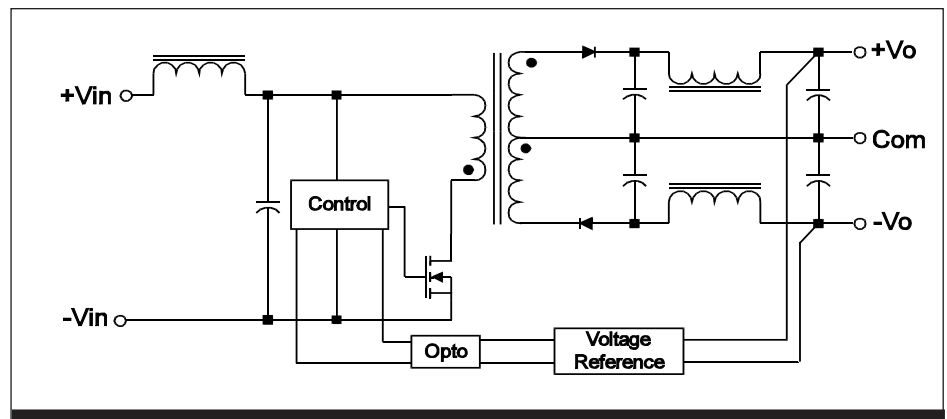 +Vin
Control
-Vin
Opto
Voltage
Reference
+Vo
Com
-Vo